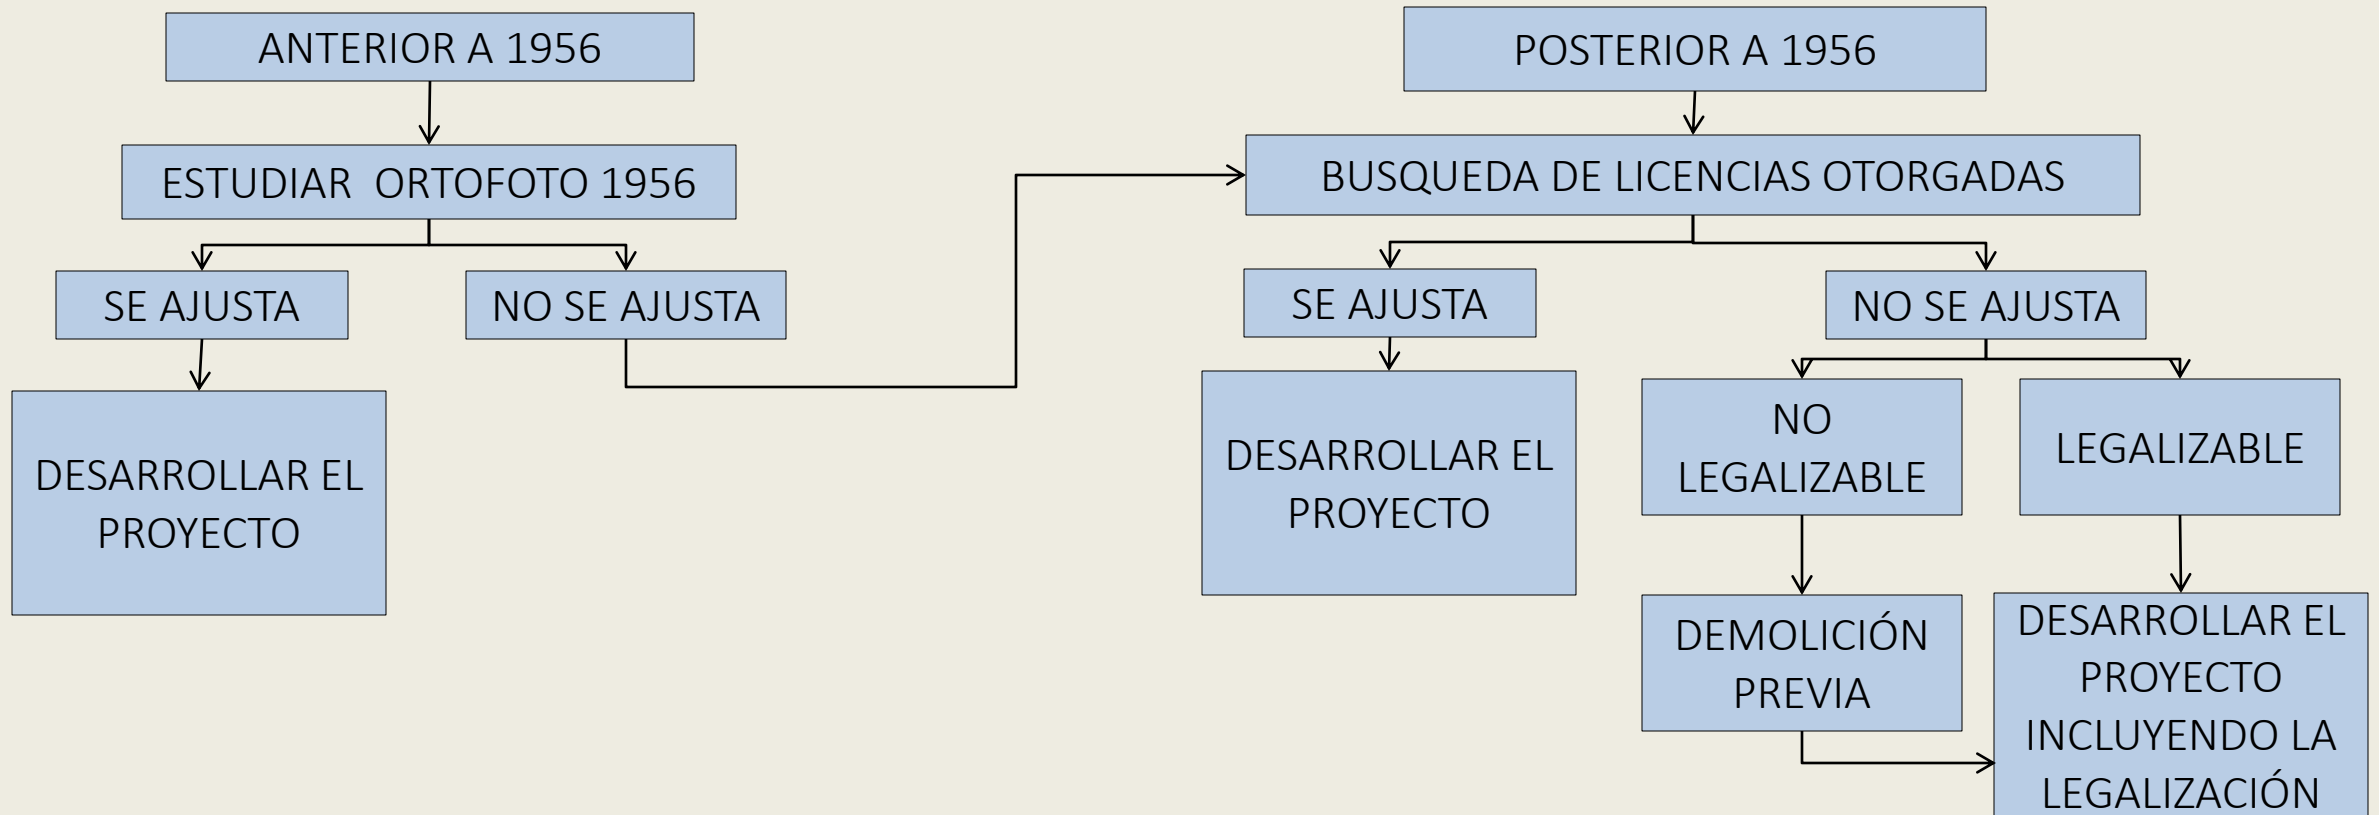 ANTERIOR A 1956
ESTUDIAR ORTOFOTO 1956
SE AJUSTA
NO SE AJUSTA
DESARROLLAR EL
PROYECTO
POSTERIOR A 1956
BUSQUEDA DE LICENCIAS OTORGADAS
SE AJUSTA
NO SE AJUSTA
DESARROLLAR EL
PROYECTO
NO
LEGALIZABLE
LEGALIZABLE
DEMOLICIÓN
PREVIA
DESARROLLAR EL
PROYECTO
INCLUYENDO LA
LEGALIZACIÓN